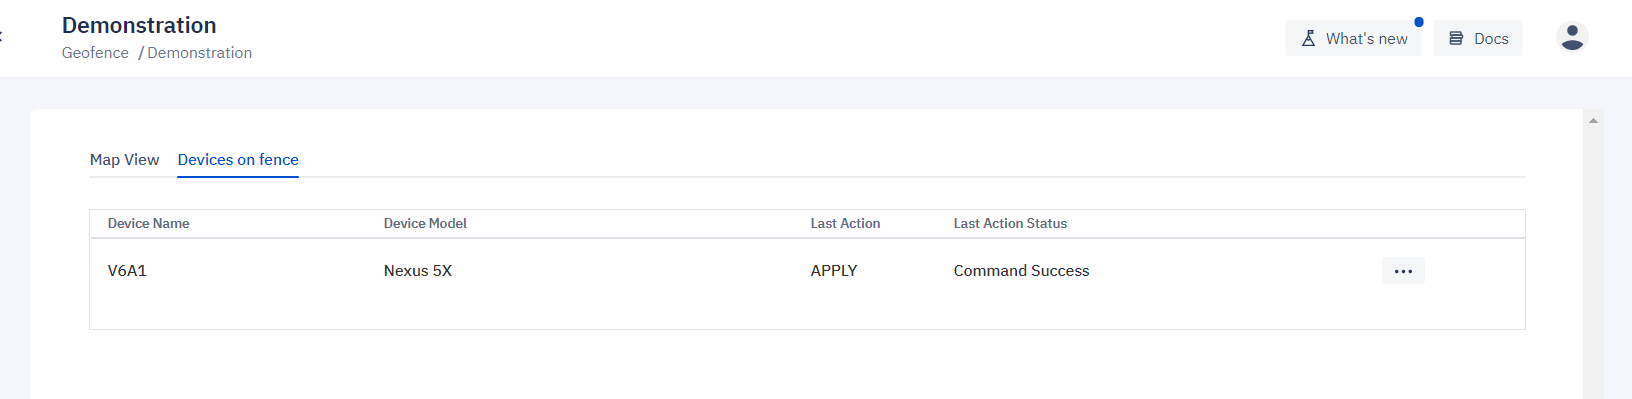 Demonstration
Geofence / Demonstration
What's new
Docs
Map View Devices on fence
Device Name Device Model Last Action Last Action Status
V6A1 Nexus 5X APPLY Command Success